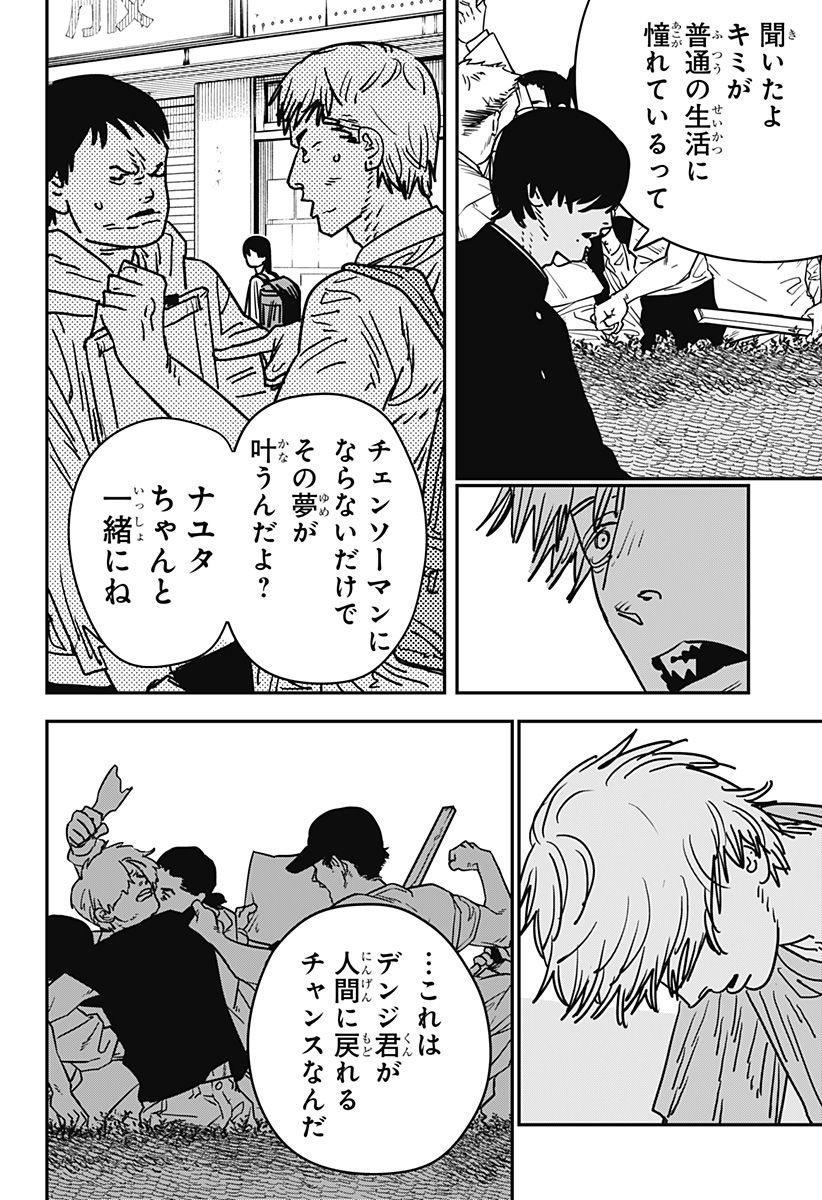 聞いたよ
キミが
普通の生活に
憧れているって
チェンソーマンに
ならないだけで
その夢が
叶うんだよ？
ナユタ
ちゃんと
一緒にね
…これは
デンジ君が
人間に戻れる
チャンスなんだ